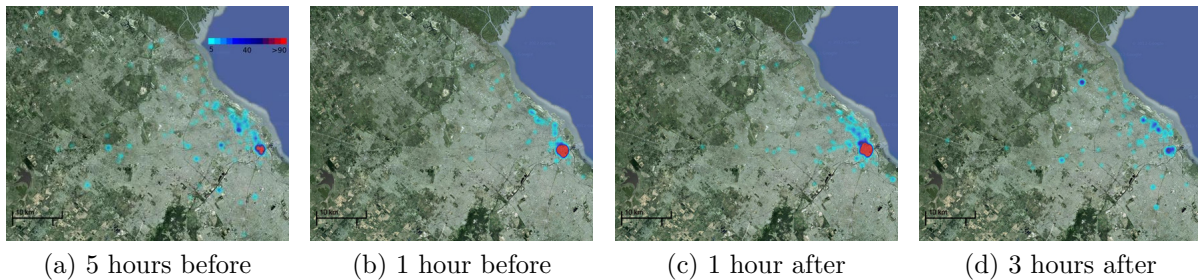 5 40 >90
10 km
10 km
10 km
10 km
(a) 5 hours before
(b) 1 hour before
(c) 1 hour after
(d) 3 hours after